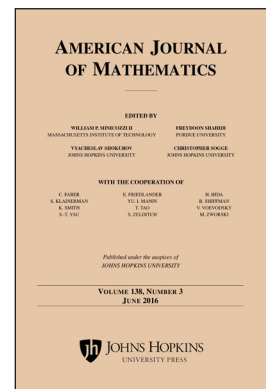 AMERICAN JOURNAL
OF MATHEMATICS
EDITED BY
WILLIAM P. MINICOZZI II FREYDOON SHAHIDI
MASSACHUSETTS INSTITUTE OF TECHNOLOGY PURDUE UNIVERSITY
VYACHESLAV SHOKUROV CHRISTOPHER SOGGE
JOHNS HOPKINS UNIVERSITY JOHNS HOPKINS UNIVERSITY
WITH THE COOPERATION OF
C. FABER E. FRIEDLANDER H. HIDA
S. KLAINERMAN YU. I. MANIN B. SHIFFMAN
K. SMITH T. TAO V. VOEVODSKY
S.-T. YAU S. ZELDITCH M. ZWORSKI
Published under the auspices of
JOHNS HOPKINS UNIVERSITY
VOLUME 138, NUMBER 3
JUNE 2016
JOHNS HOPKINS
UNIVERSITY PRESS